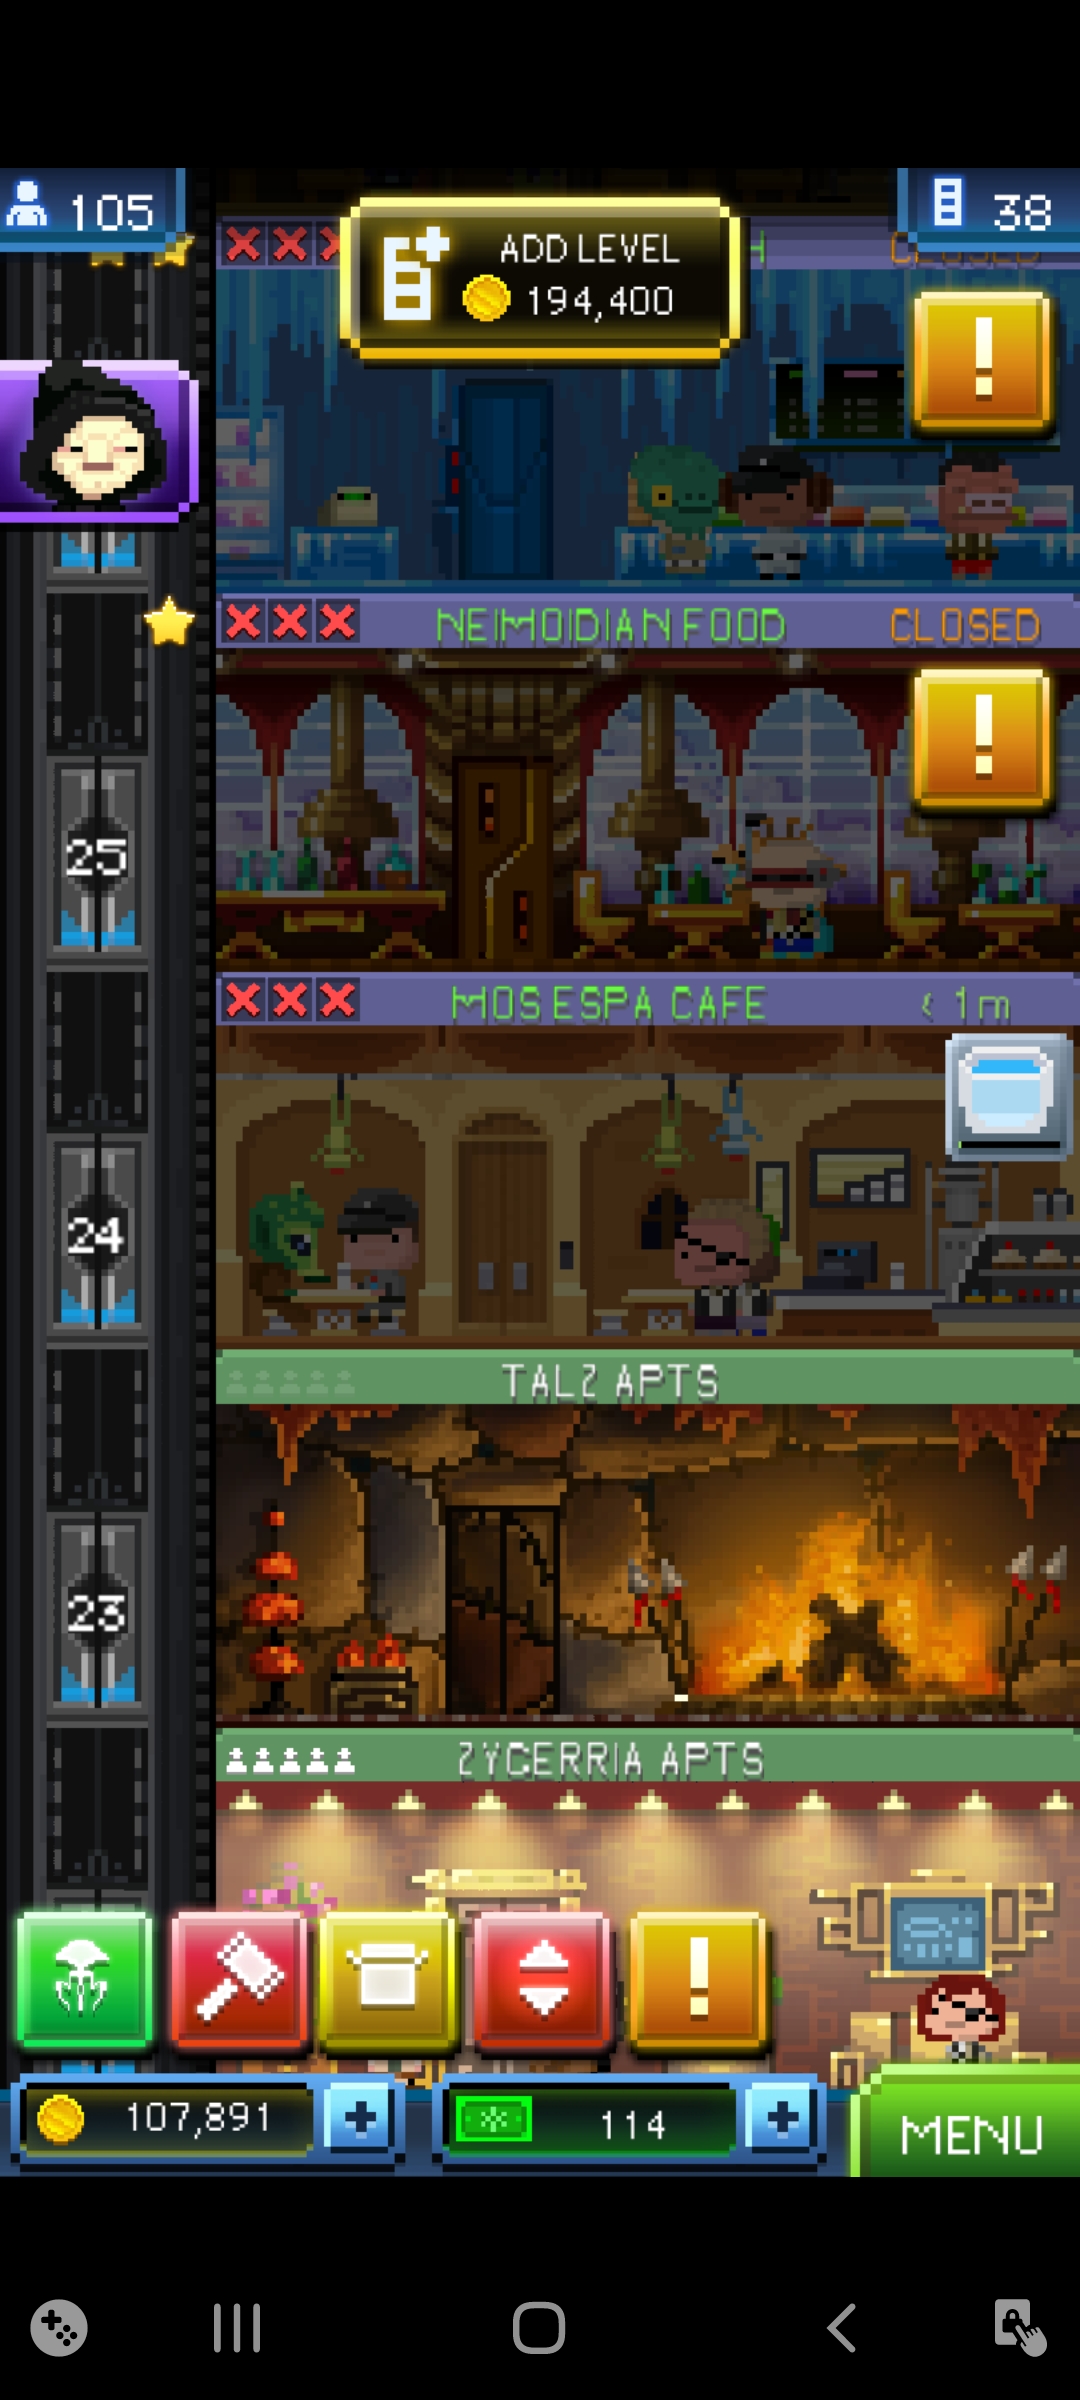 105
ADD LEVEL
194,400
38
NEIMOIDIAN FOOD
CLOSED
25
MOS ESPA CAFE
< 1m
24
TALZ APTS
23
ZYGERRIA APTS
107,891
114
MENU